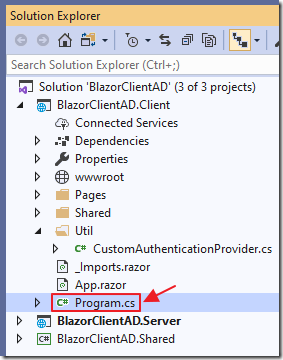 Solution Explorer
Search Solution Explorer (Ctrl+;)
Solution 'BlazorClientAD' (3 of 3 projects)
BlazorClientAD.Client
Connected Services
Dependencies
Properties
wwwroot
Pages
Shared
Util
C# CustomAuthenticationProvider.cs
_Imports.razor
App.razor
C# Program.cs
BlazorClientAD.Server
C# BlazorClientAD.Shared